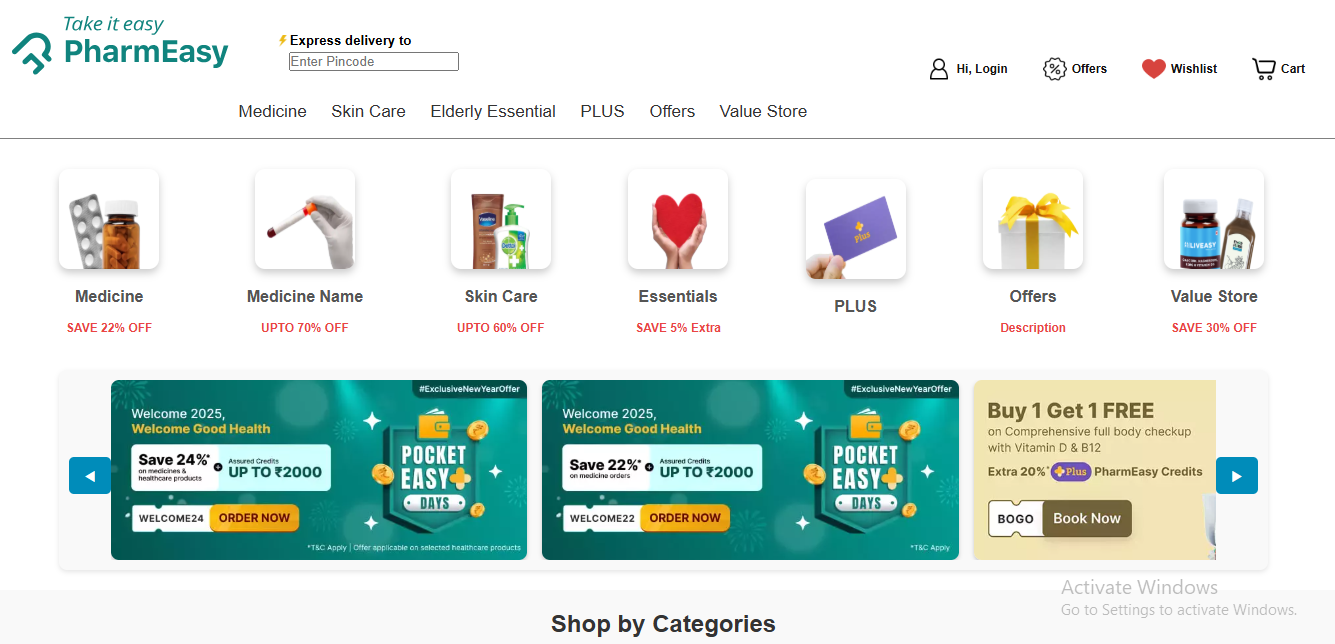 Take it easy
PharmEasy
Express delivery to
Enter Pincode
Hi, Login
Offers
Wishlist
Cart
Medicine
Skin Care
Elderly Essential
PLUS
Offers
Value Store
Plus
Vaseline
Dettol
LIVEASY
Medicine
SAVE 22% OFF
Medicine Name
UPTO 70% OFF
Skin Care
UPTO 60% OFF
Essentials
SAVE 5% Extra
PLUS
Offers
Description
Value Store
SAVE 30% OFF
◀
#ExclusiveNewYearOffer
Welcome 2025,
Welcome Good Health
Save 24%*
on medicines &
healthcare products
+
Assured Credits
UP TO ₹2000
WELCOME24
ORDER NOW
POCKET
EASY
DAYS
*T&C Apply | Offer applicable on selected healthcare products
#ExclusiveNewYearOffer
Welcome 2025,
Welcome Good Health
Save 22%*
on medicine orders
+
Assured Credits
UP TO ₹2000
WELCOME22
ORDER NOW
POCKET
EASY
DAYS
*T&C Apply
Buy 1 Get 1 FREE
on Comprehensive full body checkup
with Vitamin D & B12
Extra 20%* Plus PharmEasy Credits
BOGO
Book Now
▶
Shop by Categories
Activate Windows
Go to Settings to activate Windows.